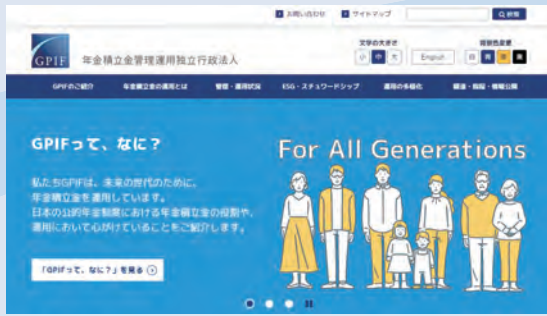 お問い合わせ サイトマップ 検索
GPIF 年金積立金管理運用独立行政法人
文字の大きさ 背景色変更
小 中 大 English 白 青 黄 黒
GPIFのご紹介 年金積立金の運用とは 管理・運用状況 ESG・スチュワードシップ 運用の多様化
GPIFって、なに？
For All Generations
私たちGPIFは、未来の世代のために、
年金積立金を運用しています。
日本の公的年金制度における年金積立金の役割や、
運用において心がけていることをご紹介します。
「GPIFって、なに？」を見る